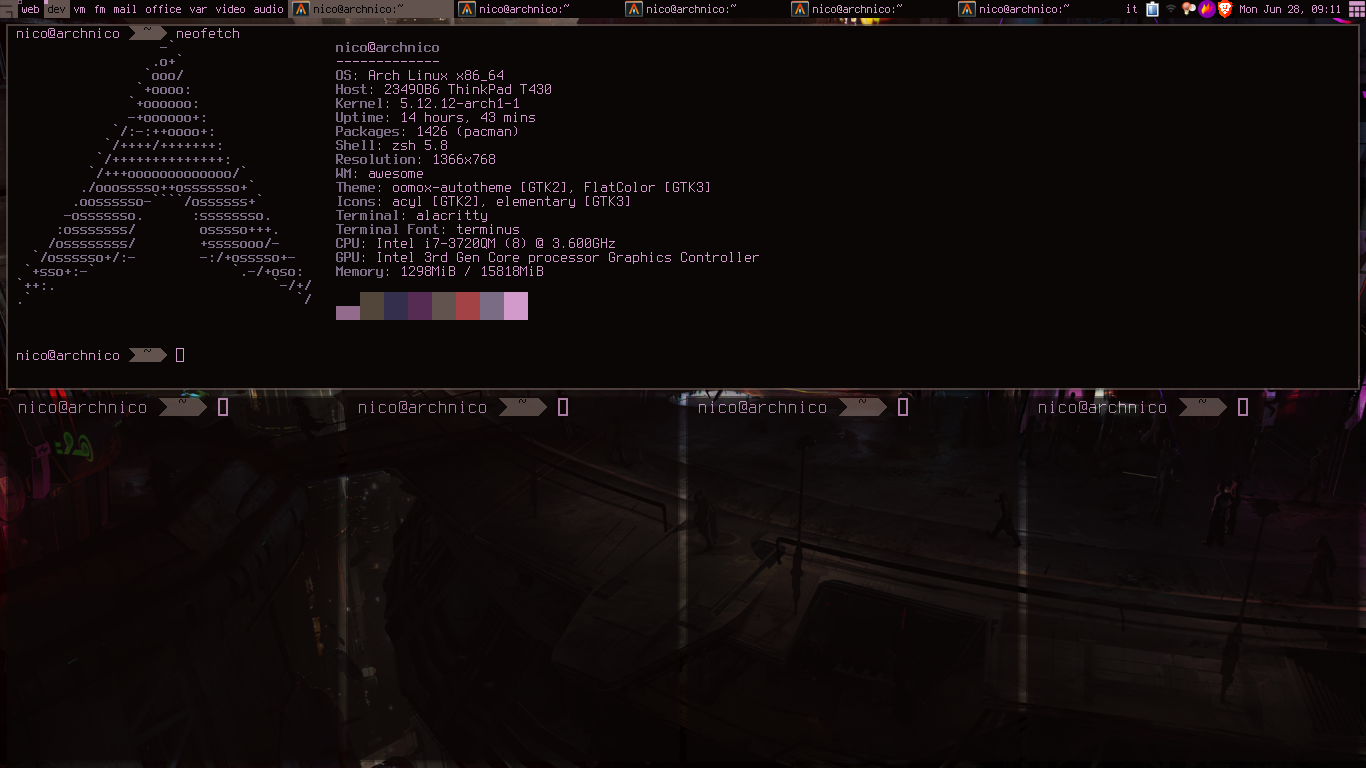 web dev vm fm mail office var video audio nico@archnico:~ nico@archnico:~ nico@archnico:~ nico@archnico:~ nico@archnico:~ it Mon Jun 28, 09:11
nico@archnico ~ neofetch
nico@archnico
-------------
OS: Arch Linux x86_64
Host: 2349OB6 ThinkPad T430
Kernel: 5.12.12-arch1-1
Uptime: 14 hours, 43 mins
Packages: 1426 (pacman)
Shell: zsh 5.8
Resolution: 1366x768
WM: awesome
Theme: oomox-autotheme [GTK2], FlatColor [GTK3]
Icons: acyl [GTK2], elementary [GTK3]
Terminal: alacritty
Terminal Font: terminus
CPU: Intel i7-3720QM (8) @ 3.600GHz
GPU: Intel 3rd Gen Core processor Graphics Controller
Memory: 1298MiB / 15818MiB
nico@archnico ~
nico@archnico ~ nico@archnico ~ nico@archnico ~ nico@archnico ~